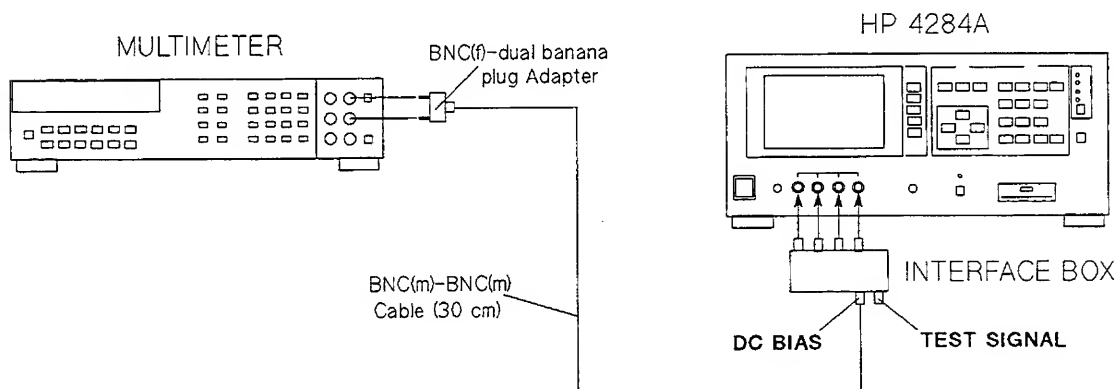 MULTIMETER
BNC(f)-dual banana
plug Adapter
HP 4284A
BNC(m)-BNC(m)
Cable (30 cm)
INTERFACE BOX
DC BIAS
TEST SIGNAL